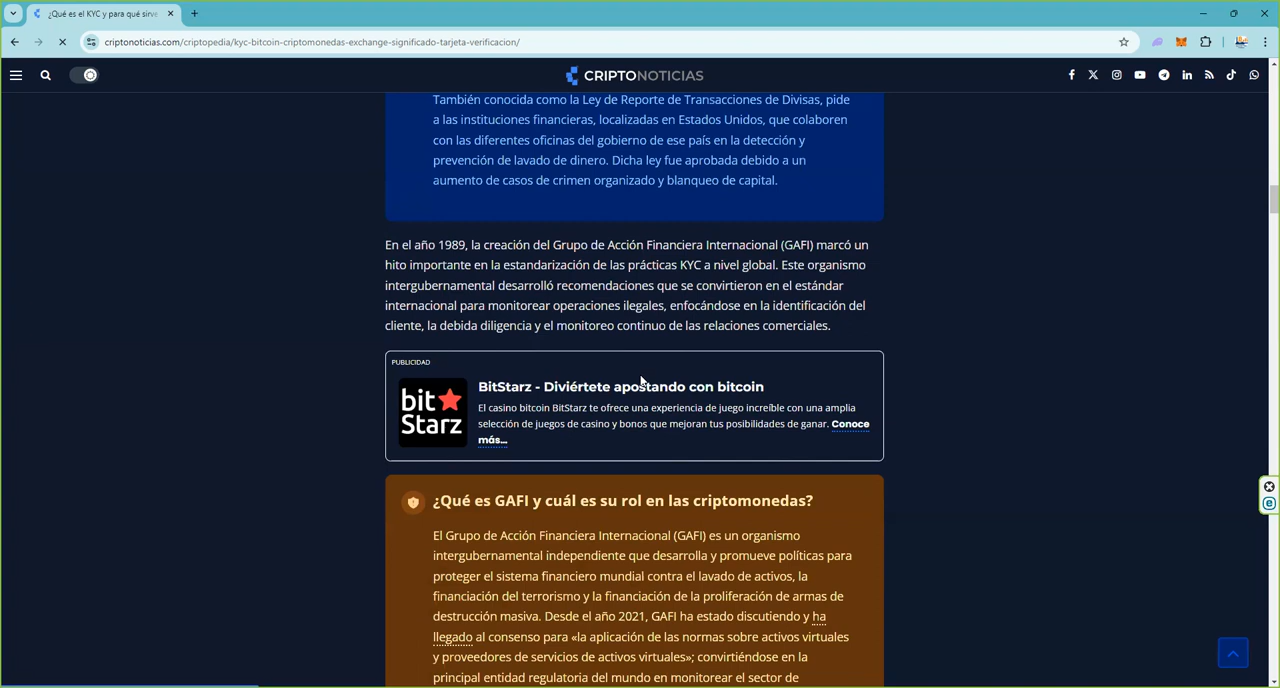 ¿Qué es el KYC y para qué sirve
criptonoticias.com/criptopedia/kyc-bitcoin-criptomonedas-exchange-significado-tarjeta-verificacion/
CRIPTONOTICIAS
También conocida como la Ley de Reporte de Transacciones de Divisas, pide
a las instituciones financieras, localizadas en Estados Unidos, que colaboren
con las diferentes oficinas del gobierno de ese país en la detección y
prevención de lavado de dinero. Dicha ley fue aprobada debido a un
aumento de casos de crimen organizado y blanqueo de capital.
En el año 1989, la creación del Grupo de Acción Financiera Internacional (GAFI) marcó un
hito importante en la estandarización de las prácticas KYC a nivel global. Este organismo
intergubernamental desarrolló recomendaciones que se convirtieron en el estándar
internacional para monitorear operaciones ilegales, enfocándose en la identificación del
cliente, la debida diligencia y el monitoreo continuo de las relaciones comerciales.
PUBLICIDAD
bit
Starz
BitStarz - Diviértete apostando con bitcoin
El casino bitcoin BitStarz te ofrece una experiencia de juego increíble con una amplia
selección de juegos de casino y bonos que mejoran tus posibilidades de ganar. Conoce
más...
¿Qué es GAFI y cuál es su rol en las criptomonedas?
El Grupo de Acción Financiera Internacional (GAFI) es un organismo
intergubernamental independiente que desarrolla y promueve políticas para
proteger el sistema financiero mundial contra el lavado de activos, la
financiación del terrorismo y la financiación de la proliferación de armas de
destrucción masiva. Desde el año 2021, GAFI ha estado discutiendo y ha
llegado al consenso para «la aplicación de las normas sobre activos virtuales
y proveedores de servicios de activos virtuales»; convirtiéndose en la
principal entidad regulatoria del mundo en monitorear el sector de